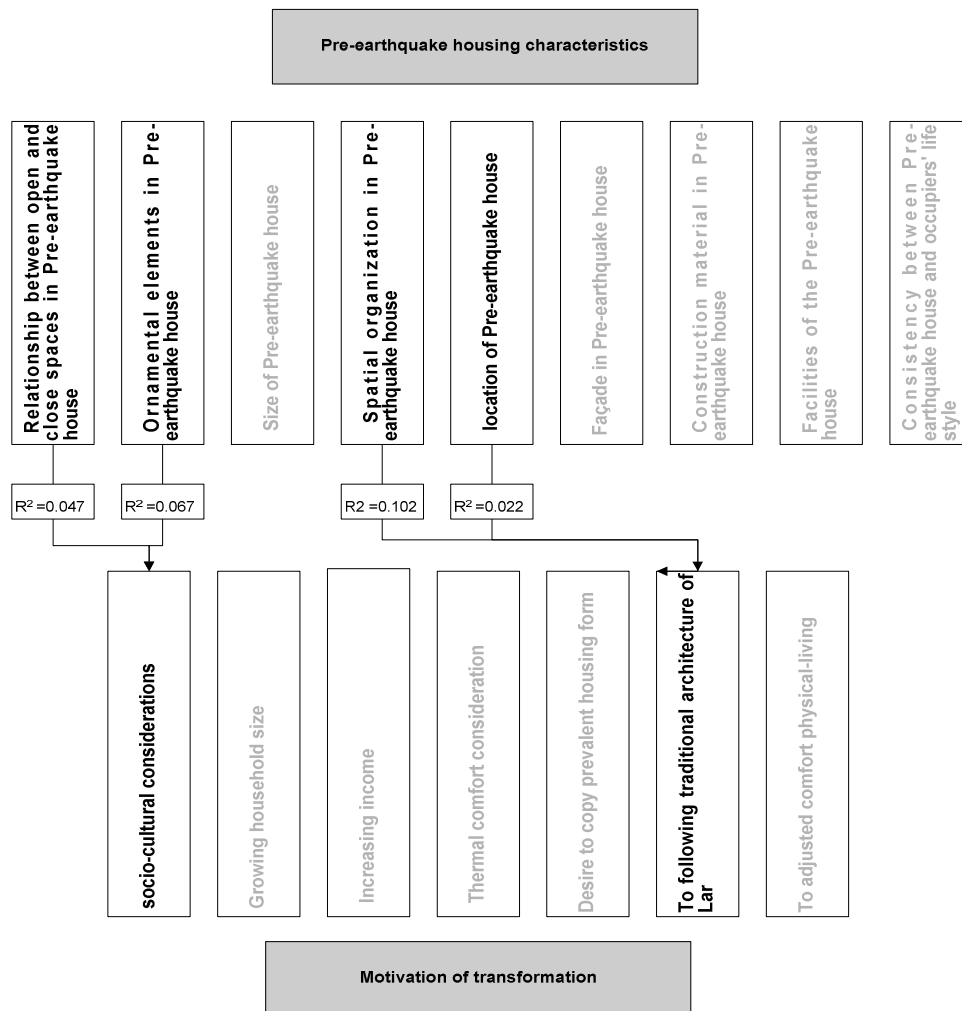 Pre-earthquake housing characteristics
Relationship between open and
close spaces in Pre-earthquake
house
Ornamental elements in Pre-
earthquake house
Size of Pre-earthquake house
Spatial organization in Pre-
earthquake house
location of Pre-earthquake house
Façade in Pre-earthquake house
Construction material in Pre-
earthquake house
Facilities of the Pre-earthquake
house
Consistency between Pre-
earthquake house and occupiers' life
style
R² =0.047
R² =0.067
R2 =0.102
R² =0.022
socio-cultural considerations
Growing household size
Increasing income
Thermal comfort consideration
Desire to copy prevalent housing form
To following traditional architecture of
Lar
To adjusted comfort physical-living
Motivation of transformation